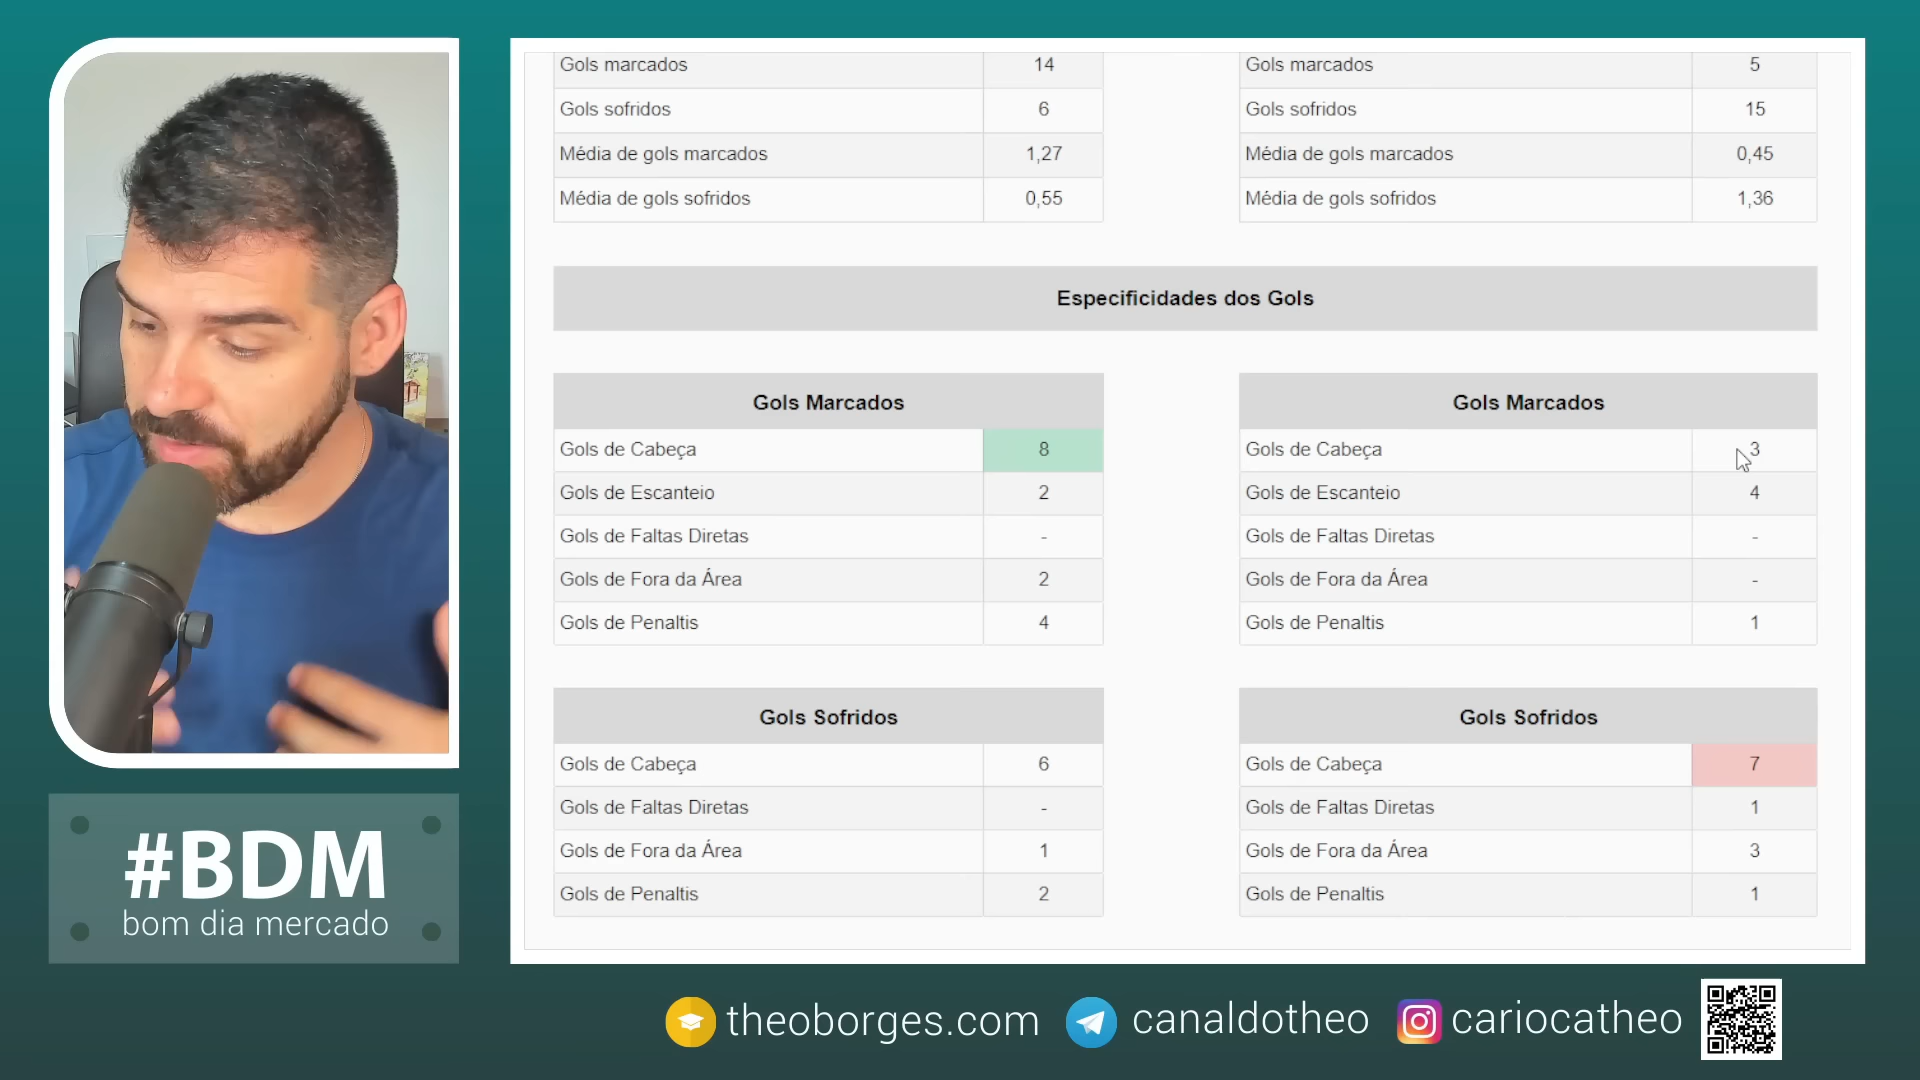 Gols marcados 14
Gols sofridos 6
Média de gols marcados 1,27
Média de gols sofridos 0,55
Gols marcados 5
Gols sofridos 15
Média de gols marcados 0,45
Média de gols sofridos 1,36
Especificidades dos Gols
Gols Marcados
Gols de Cabeça 8
Gols de Escanteio 2
Gols de Faltas Diretas -
Gols de Fora da Área 2
Gols de Penaltis 4
Gols Marcados
Gols de Cabeça 3
Gols de Escanteio 4
Gols de Faltas Diretas -
Gols de Fora da Área -
Gols de Penaltis 1
Gols Sofridos
Gols de Cabeça 6
Gols de Faltas Diretas -
Gols de Fora da Área 1
Gols de Penaltis 2
Gols Sofridos
Gols de Cabeça 7
Gols de Faltas Diretas 1
Gols de Fora da Área 3
Gols de Penaltis 1
#BDM
bom dia mercado
theoborges.com canaldotheo cariocatheo